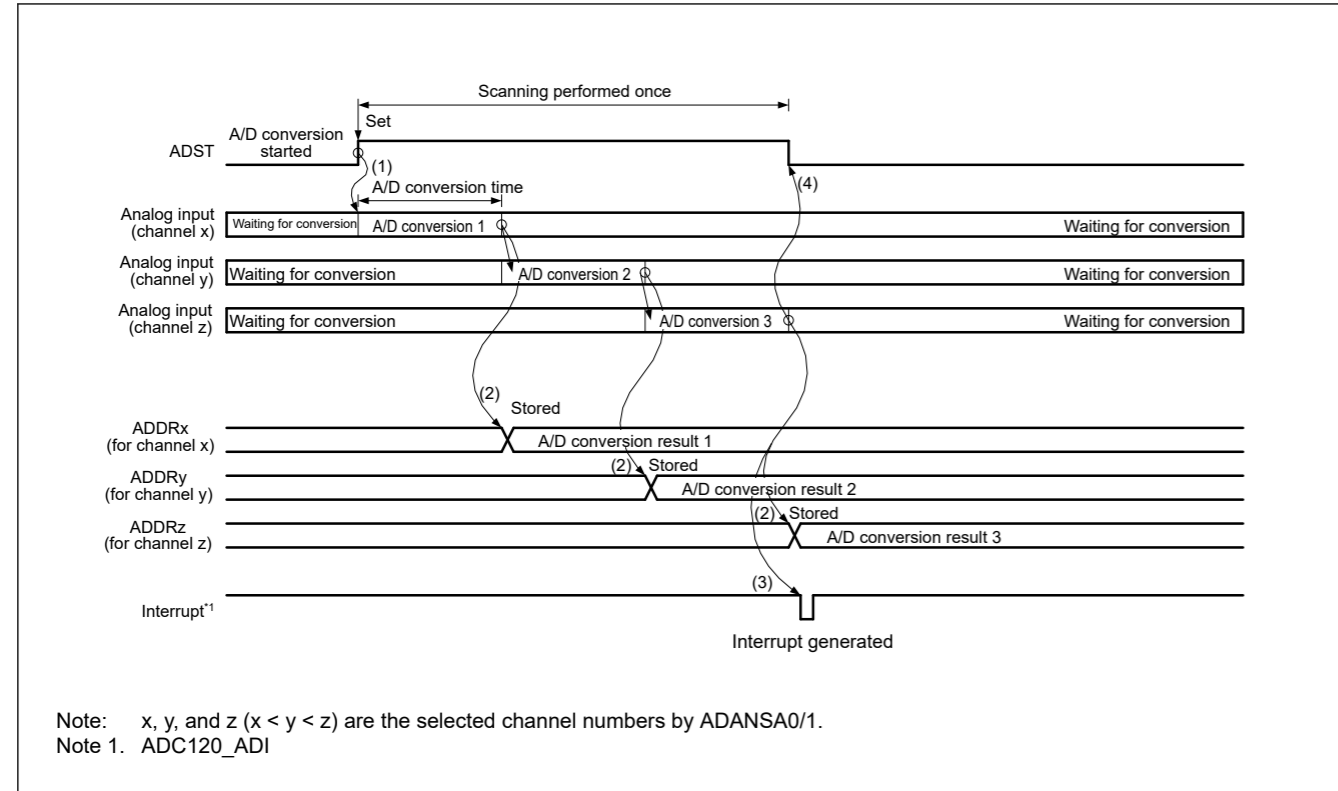 Scanning performed once
Set
A/D conversion
started
ADST
(1)
A/D conversion time
(4)
Analog input
(channel x)
Waiting for conversion
A/D conversion 1
Waiting for conversion
Analog input
(channel y)
Waiting for conversion
A/D conversion 2
Waiting for conversion
Analog input
(channel z)
Waiting for conversion
A/D conversion 3
Waiting for conversion
(2)
Stored
ADDRx
(for channel x)
A/D conversion result 1
(2)
Stored
ADDRy
(for channel y)
A/D conversion result 2
(2)
Stored
ADDRz
(for channel z)
A/D conversion result 3
(3)
Interrupt*1
Interrupt generated
Note: x, y, and z (x < y < z) are the selected channel numbers by ADANSA0/1.
Note 1. ADC120_ADI